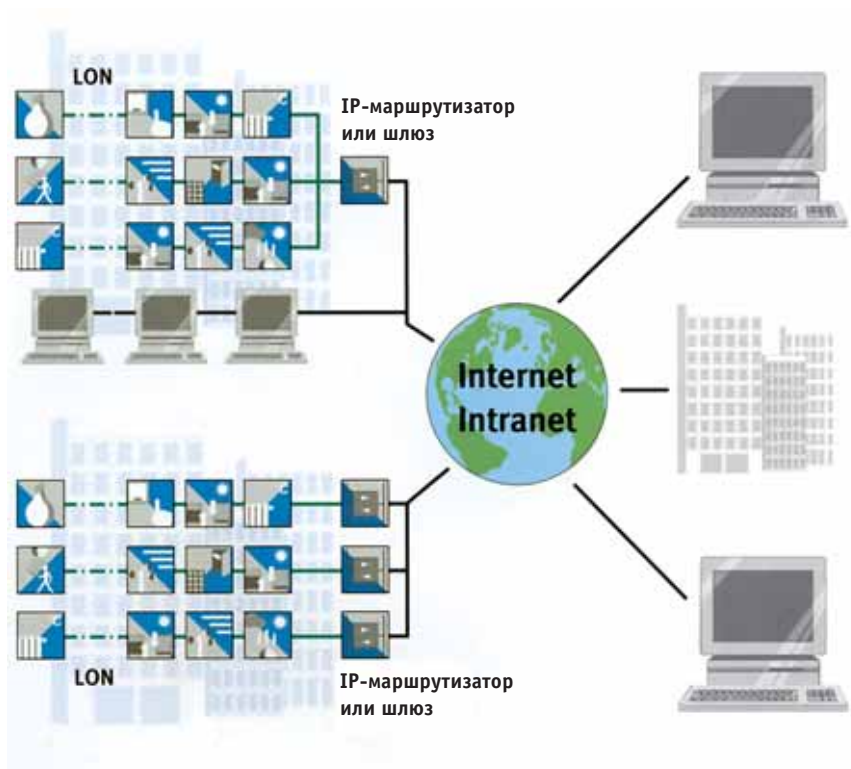 LON
IP-маршрутизатор
или шлюз
Internet
Intranet
LON
IP-маршрутизатор
или шлюз